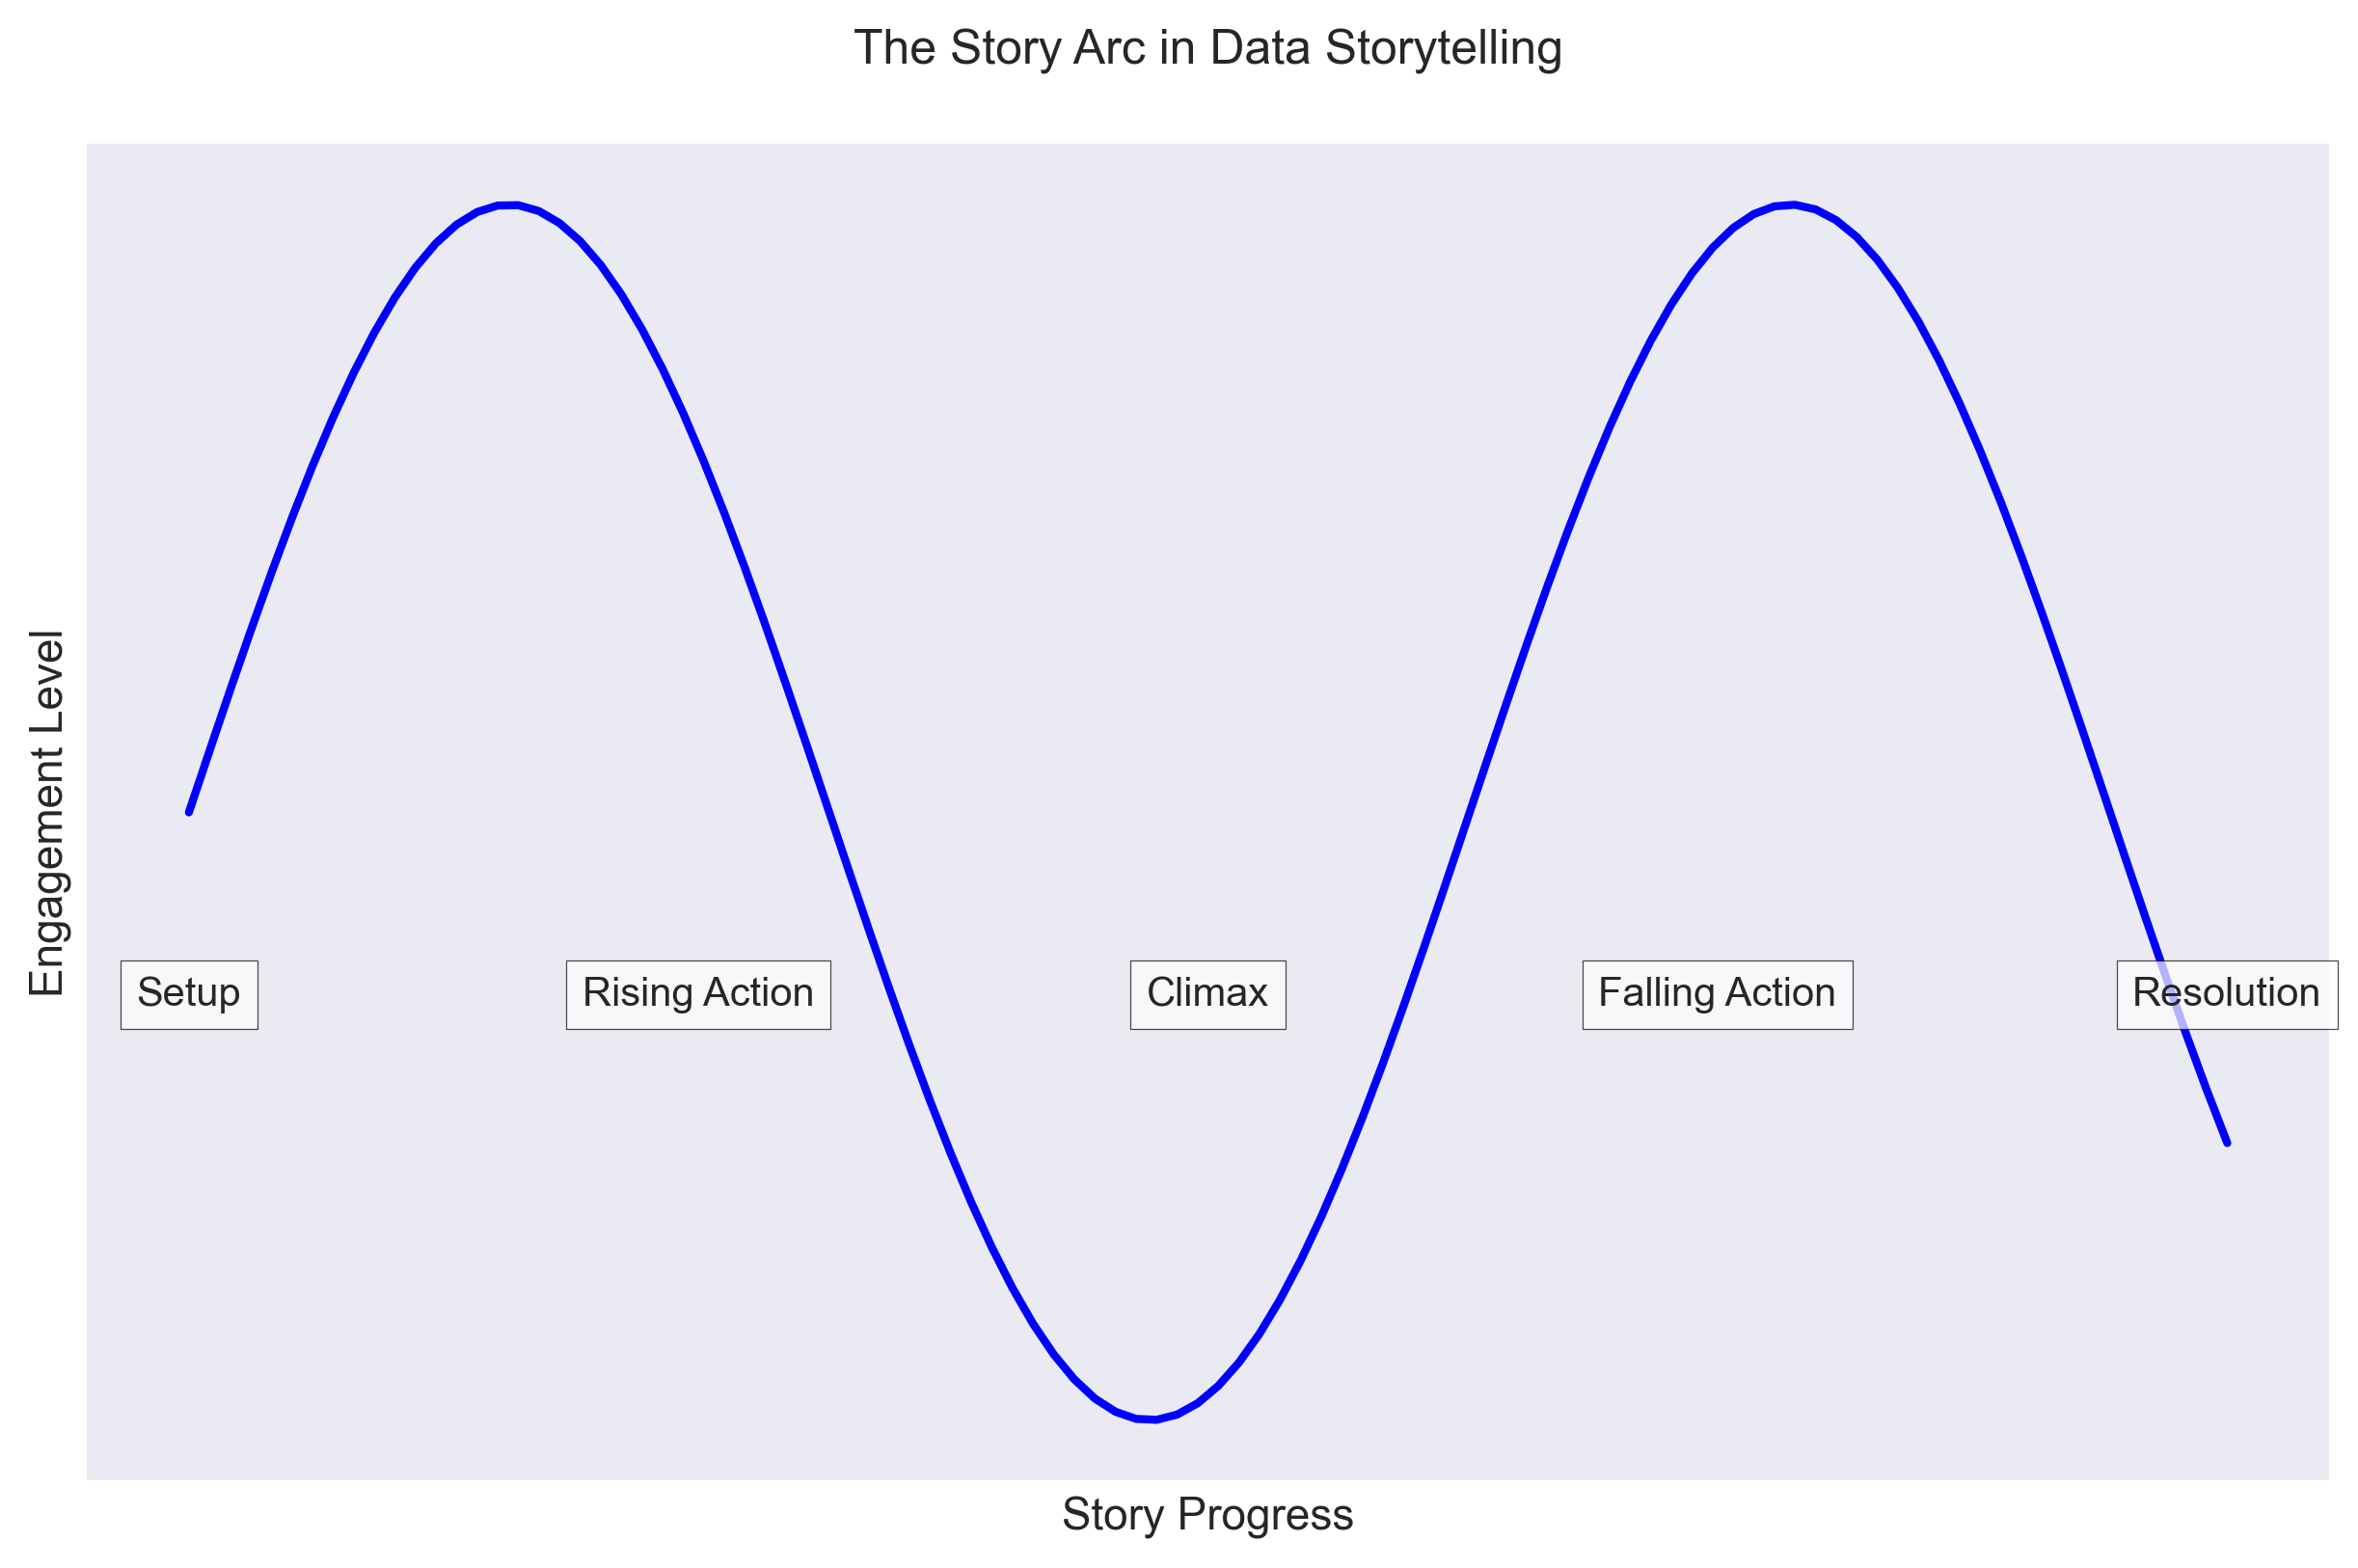 The Story Arc in Data Storytelling
Engagement Level
Setup
Rising Action
Climax
Falling Action
Resolution
Story Progress